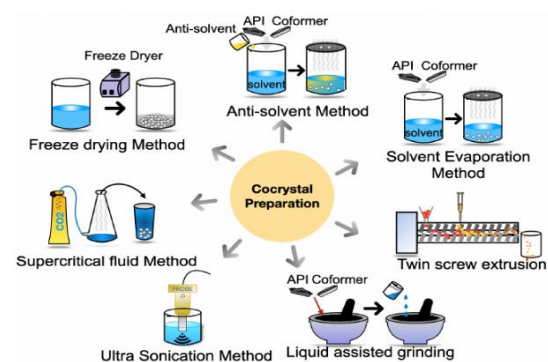 Anti-solvent
API Coformer
solvent
Anti-solvent Method
Freeze Dryer
Freeze drying Method
API Coformer
solvent
Solvent Evaporation
Method
Cocrystal
Preparation
CO2
Supercritical fluid Method
Twin screw extrusion
PROBE
Ultra Sonication Method
API Coformer
Liquid assisted grinding